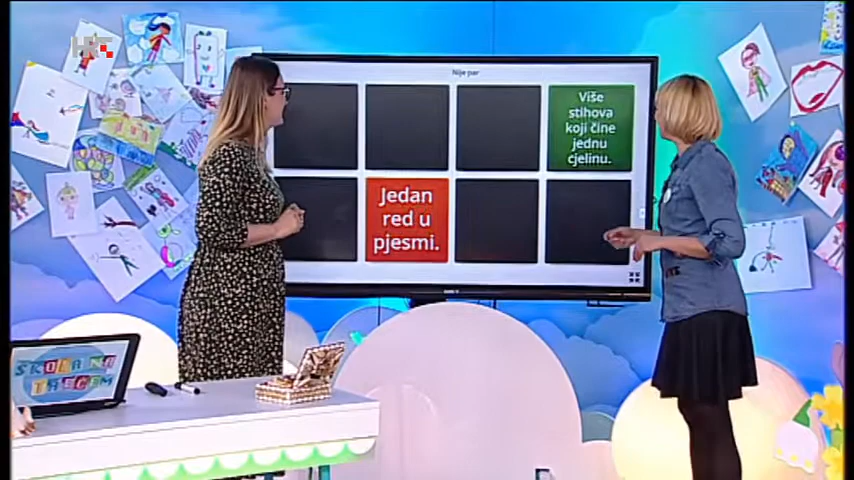 HRT
Nije par
Više
stihova
koji čine
jednu
cjelinu.
Jedan
red u
pjesmi.
ŠKOLA NA
TREĆEM